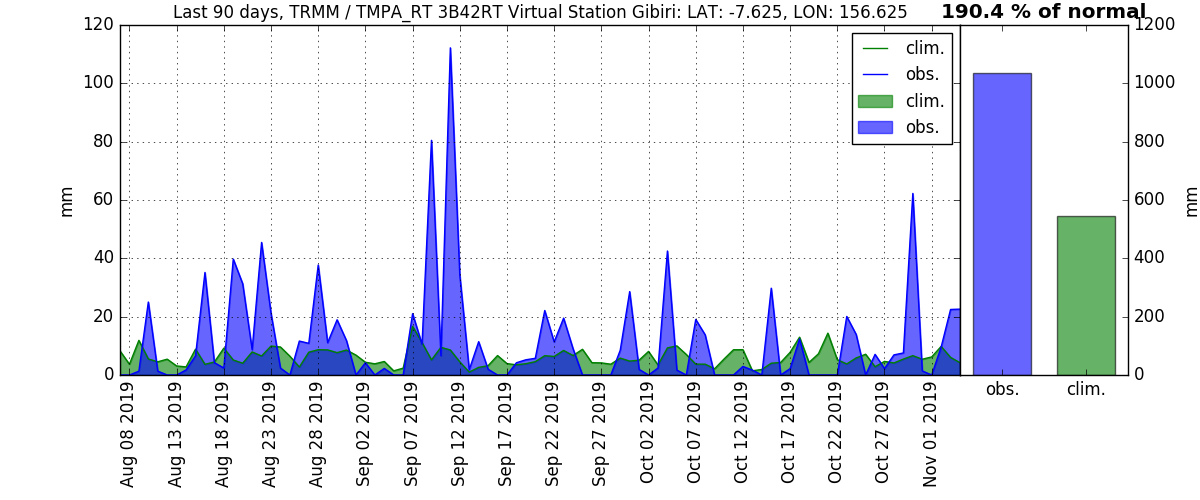 Last 90 days, TRMM / TMPA_RT 3B42RT Virtual Station Gibiri: LAT: -7.625, LON: 156.625
190.4 % of normal
120
100
80
60
40
20
0
mm
clim.
obs.
clim.
obs.
1200
1000
800
600
400
200
0
mm
obs.
clim.
Aug 08 2019
Aug 13 2019
Aug 18 2019
Aug 23 2019
Aug 28 2019
Sep 02 2019
Sep 07 2019
Sep 12 2019
Sep 17 2019
Sep 22 2019
Sep 27 2019
Oct 02 2019
Oct 07 2019
Oct 12 2019
Oct 17 2019
Oct 22 2019
Oct 27 2019
Nov 01 2019